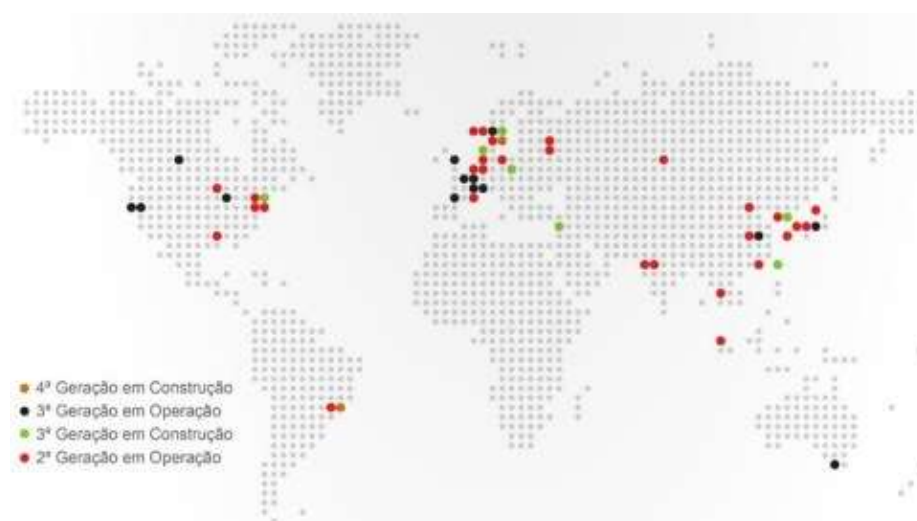 4ª Geração em Construção
3ª Geração em Operação
3ª Geração em Construção
2ª Geração em Operação